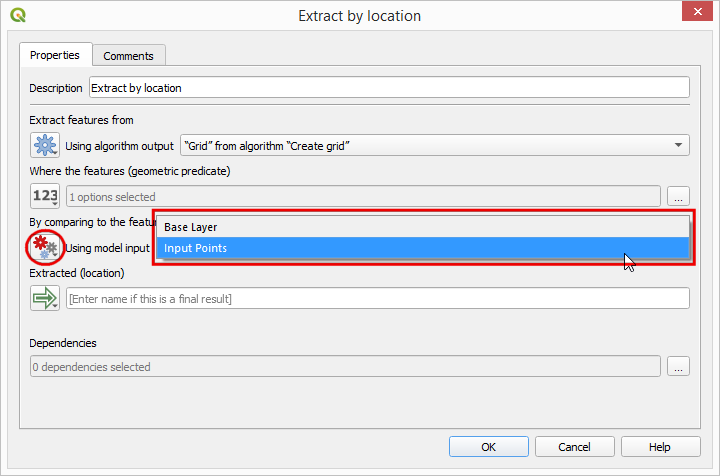 Extract by location
Properties
Comments
Description
Extract by location
Extract features from
Using algorithm output
“Grid” from algorithm “Create grid”
Where the features (geometric predicate)
123
1 options selected
...
By comparing to the featur
Base Layer
Using model input
Input Points
Extracted (location)
[Enter name if this is a final result]
Dependencies
0 dependencies selected
...
OK
Cancel
Help